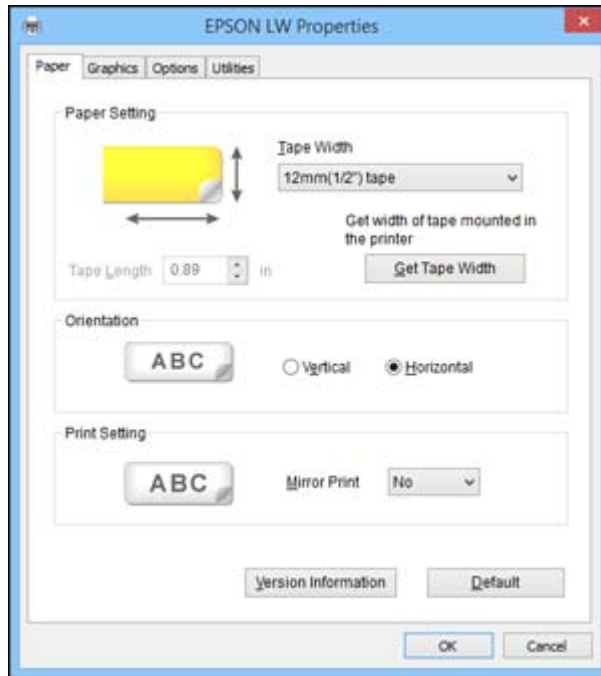 EPSON LW Properties
Paper Graphics Options Utilities
Paper Setting
Tape Width
12mm(1/2") tape
Get width of tape mounted in
the printer
Tape Length 0.89 in
Get Tape Width
Orientation
ABC
Vertical Horizontal
Print Setting
ABC
Mirror Print No
Version Information Default
OK Cancel